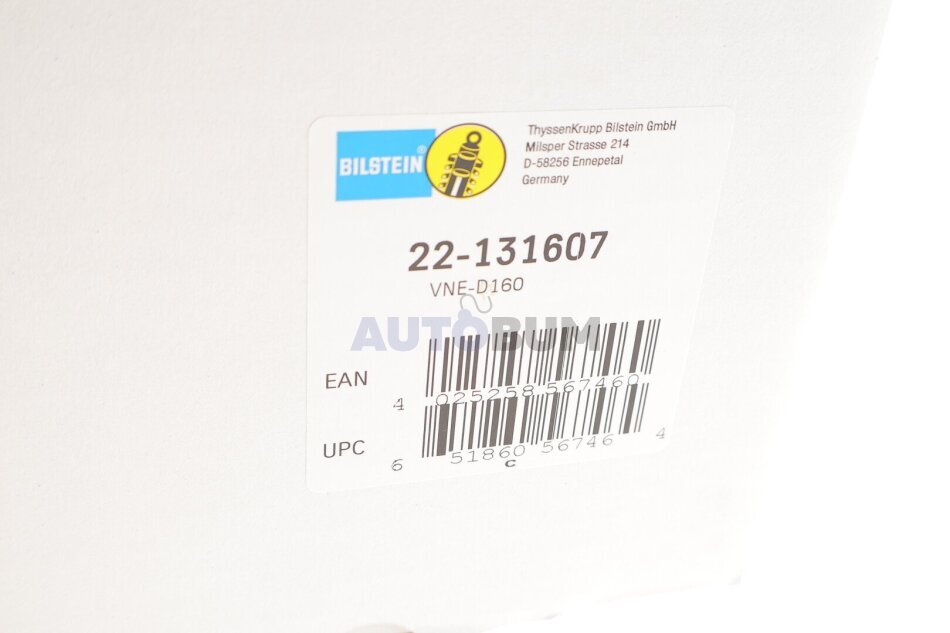 BILSTEIN®
ThyssenKrupp Bilstein GmbH
Milsper Strasse 214
D-58256 Ennepetal
Germany
22-131607
VNE-D160
AUTOBUM
EAN
4 025258 567460
UPC
6 51860 56746 4
C